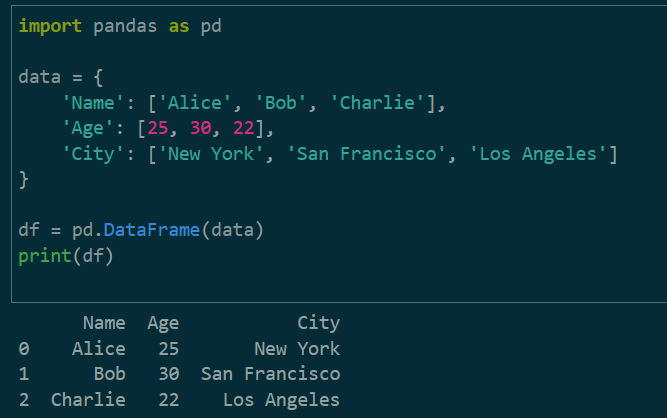 import pandas as pd

data = {
    'Name': ['Alice', 'Bob', 'Charlie'],
    'Age': [25, 30, 22],
    'City': ['New York', 'San Francisco', 'Los Angeles']
}

df = pd.DataFrame(data)
print(df)

      Name  Age           City
0    Alice   25       New York
1      Bob   30  San Francisco
2  Charlie   22    Los Angeles